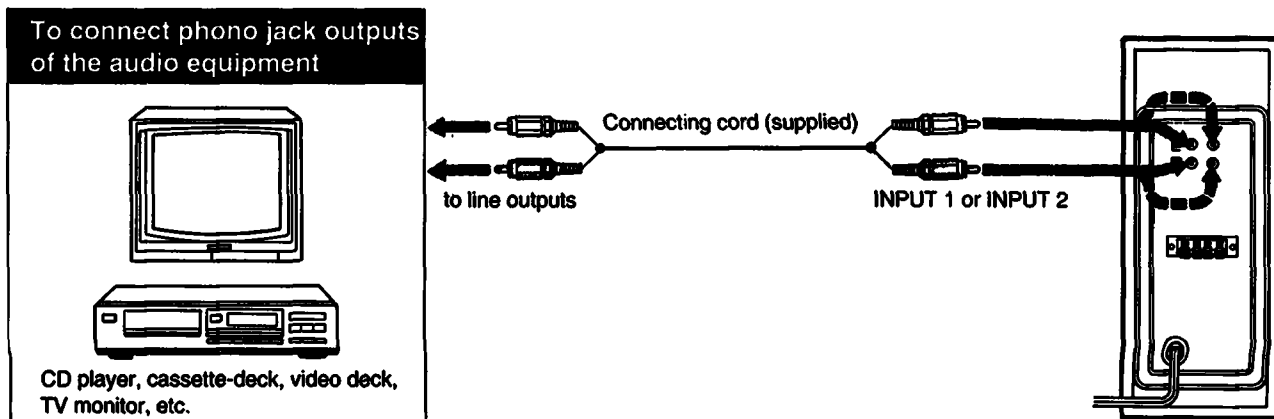 To connect phono jack outputs
of the audio equipment
Connecting cord (supplied)
to line outputs
INPUT 1 or INPUT 2
CD player, cassette-deck, video deck,
TV monitor, etc.